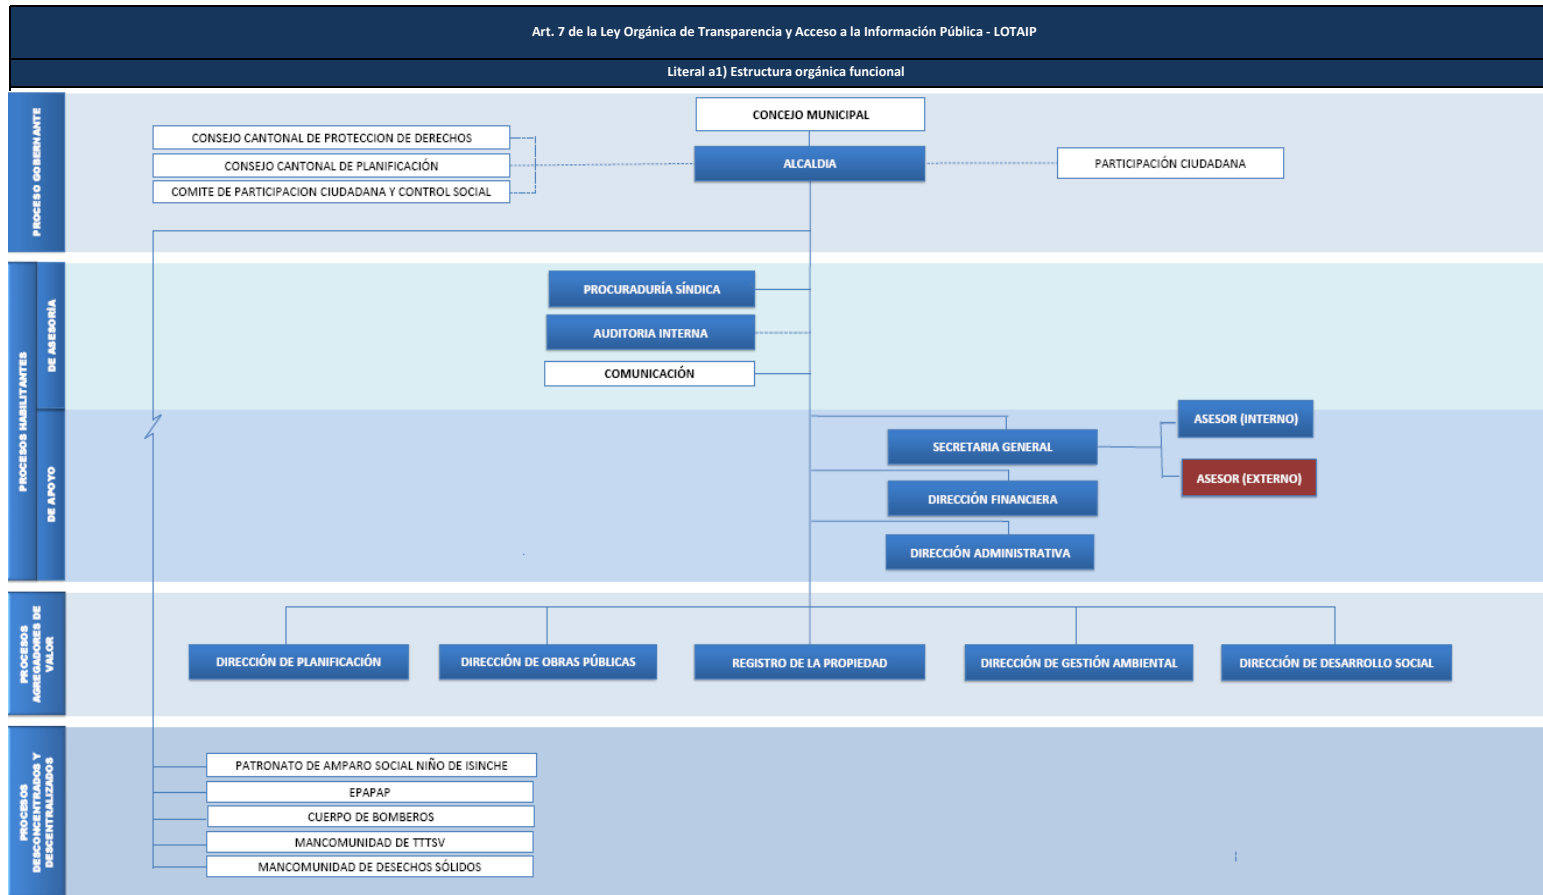 Art. 7 de la Ley Orgánica de Transparencia y Acceso a la Información Pública - LOTAIP
Literal a1) Estructura orgánica funcional
PROCESO GOBERNANTE
CONCEJO MUNICIPAL
CONSEJO CANTONAL DE PROTECCION DE DERECHOS
CONSEJO CANTONAL DE PLANIFICACIÓN
COMITE DE PARTICIPACION CIUDADANA Y CONTROL SOCIAL
ALCALDIA
PARTICIPACIÓN CIUDADANA
PROCESOS HABILITANTES
DE ASESORÍA
PROCURADURÍA SÍNDICA
AUDITORIA INTERNA
COMUNICACIÓN
DE APOYO
SECRETARIA GENERAL
ASESOR (INTERNO)
ASESOR (EXTERNO)
DIRECCIÓN FINANCIERA
DIRECCIÓN ADMINISTRATIVA
PROCESOS
AGREGADORES DE
VALOR
DIRECCIÓN DE PLANIFICACIÓN
DIRECCIÓN DE OBRAS PÚBLICAS
REGISTRO DE LA PROPIEDAD
DIRECCIÓN DE GESTIÓN AMBIENTAL
DIRECCIÓN DE DESARROLLO SOCIAL
PROCESOS
DESCONCENTRADOS Y
DESCENTRALIZADOS
PATRONATO DE AMPARO SOCIAL NIÑO DE ISINCHE
EPAPAP
CUERPO DE BOMBEROS
MANCOMUNIDAD DE TTTSV
MANCOMUNIDAD DE DESECHOS SÓLIDOS